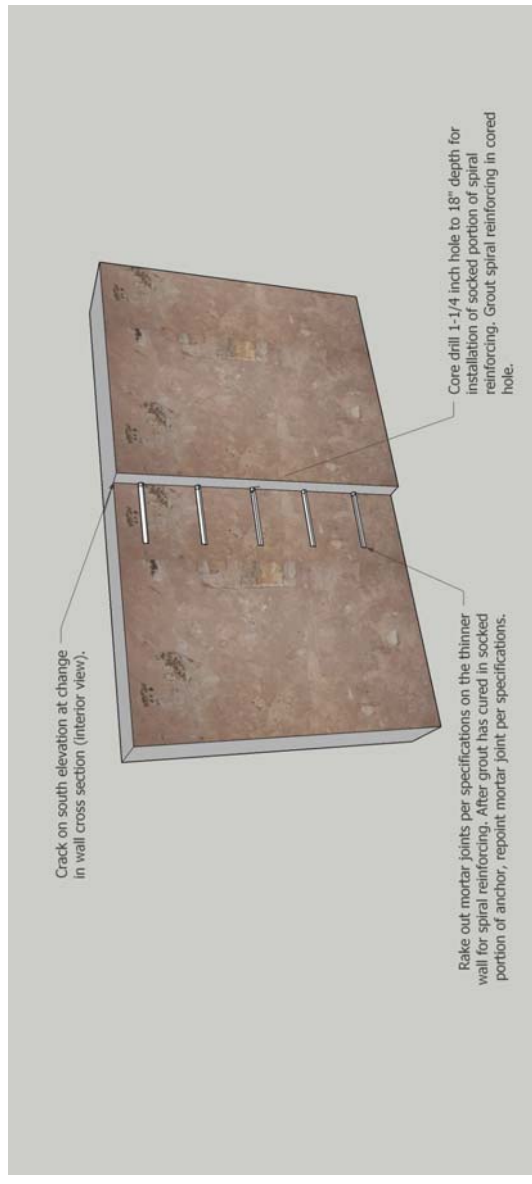 Crack on south elevation at change
in wall cross section (interior view).
Core drill 1-1/4 inch hole to 18" depth for
installation of socked portion of spiral
reinforcing. Grout spiral reinforcing in cored
hole.
Rake out mortar joints per specifications on the thinner
wall for spiral reinforcing. After grout has cured in socked
portion of anchor, repoint mortar joint per specifications.